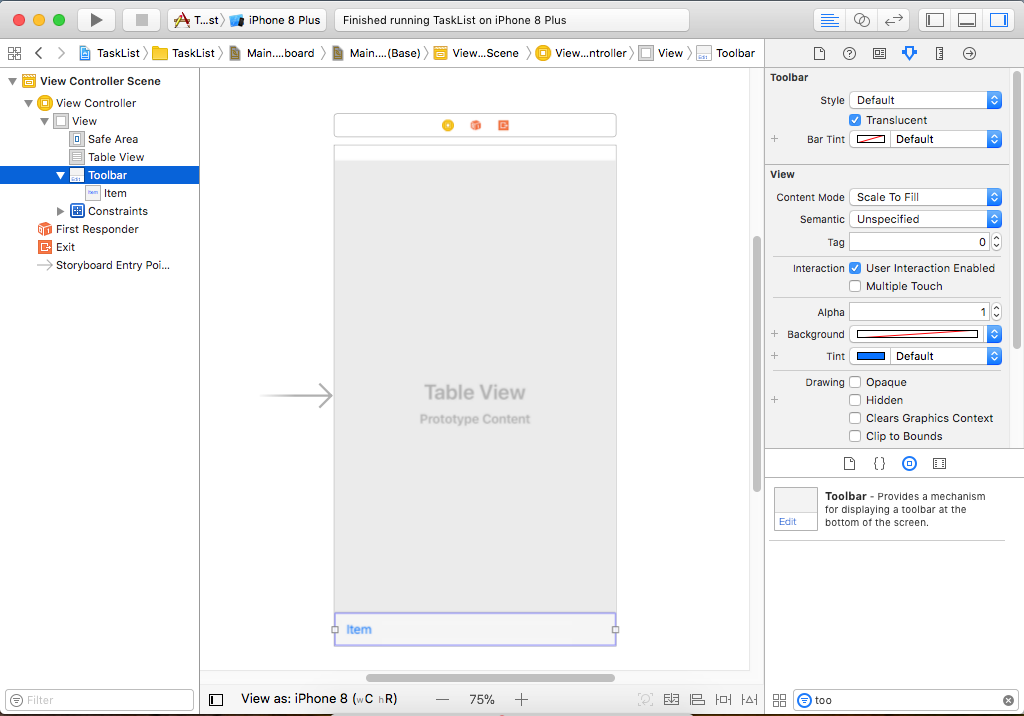 T...st 〉 iPhone 8 Plus
Finished running TaskList on iPhone 8 Plus
TaskList 〉 TaskList 〉 Main....board 〉 Main....(Base) 〉 View...Scene 〉 View...ntroller 〉 View 〉 Toolbar
View Controller Scene
View Controller
View
Safe Area
Table View
Toolbar
Item
Constraints
First Responder
Exit
Storyboard Entry Poi...
Filter
Table View
Prototype Content
Item
View as: iPhone 8 (wC hR)
75%
Toolbar
Style Default
Translucent
Bar Tint Default
View
Content Mode Scale To Fill
Semantic Unspecified
Tag 0
Interaction User Interaction Enabled
Multiple Touch
Alpha 1
Background
Tint Default
Drawing Opaque
Hidden
Clears Graphics Context
Clip to Bounds
Toolbar - Provides a mechanism
for displaying a toolbar at the
bottom of the screen.
Edit
too